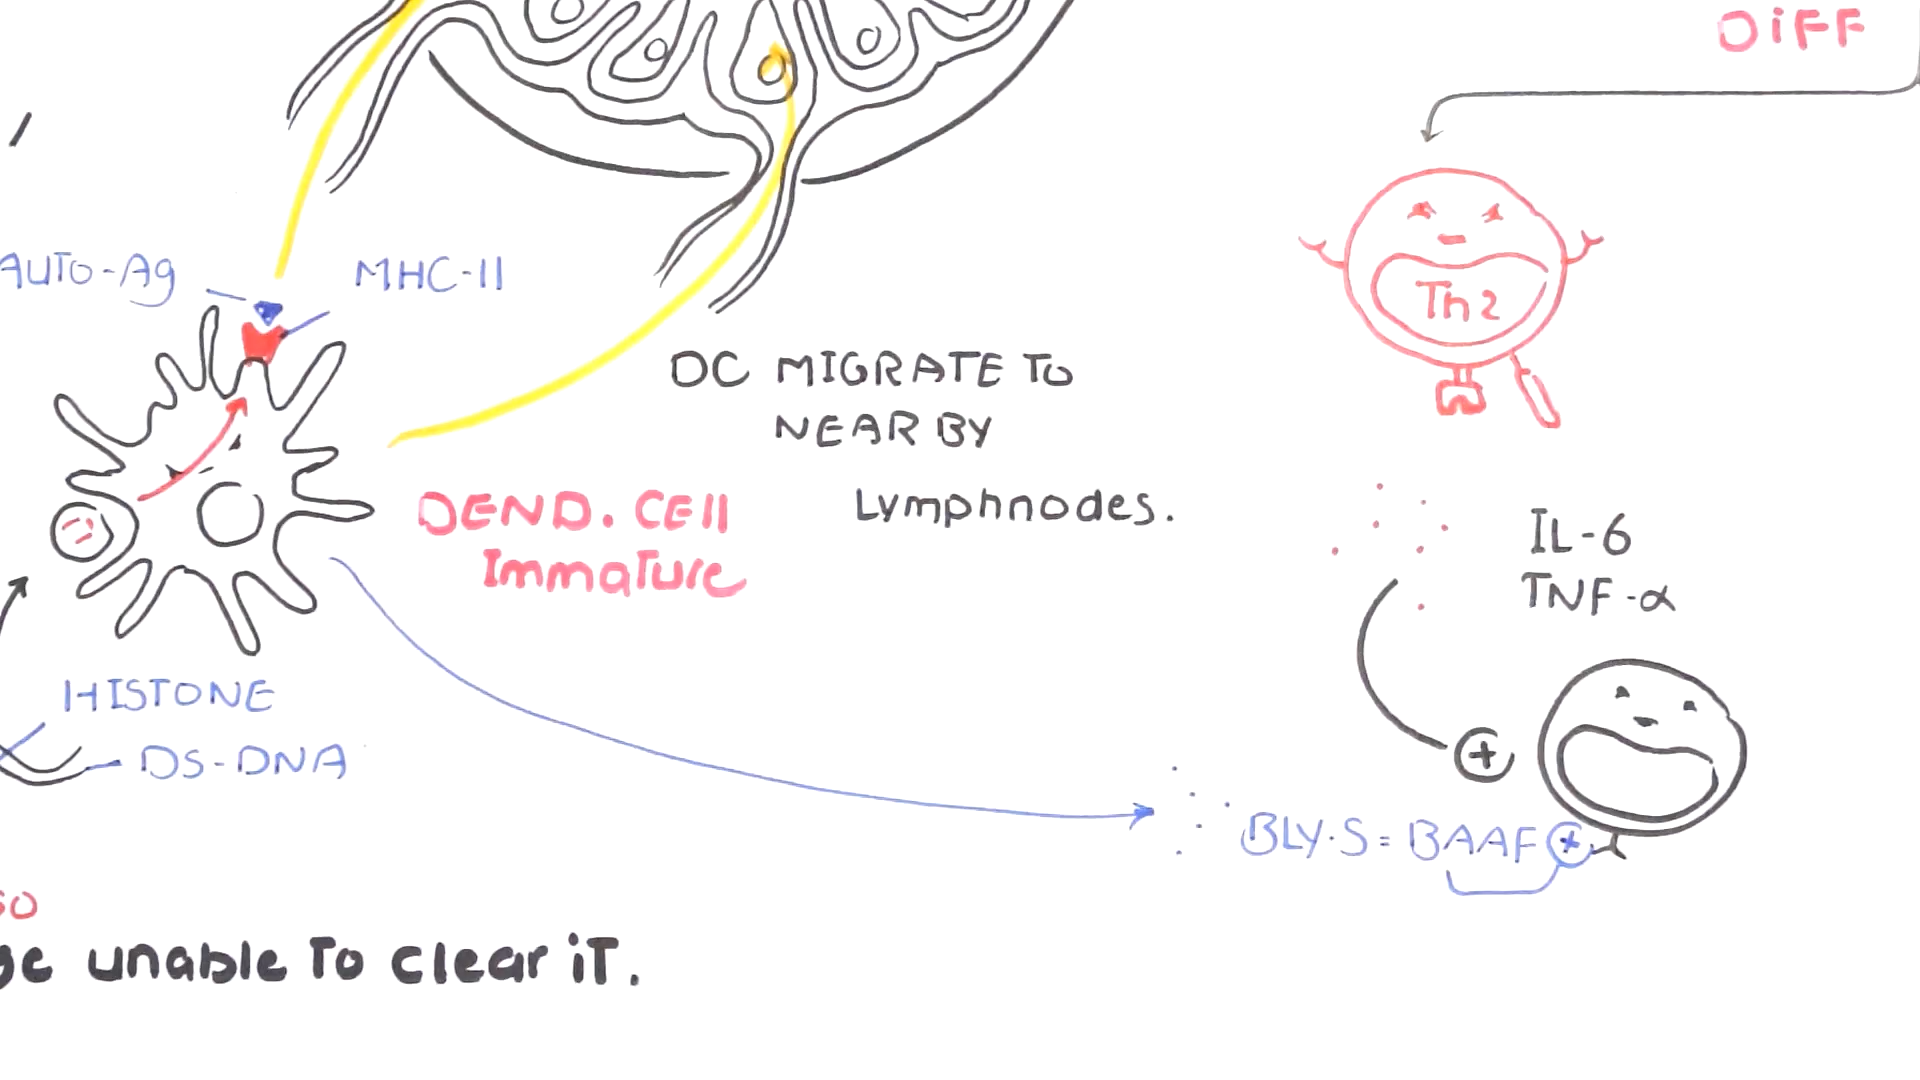 DIFF
AUTO-Ag
MHC-II
Th2
DC MIGRATE TO
NEAR BY
Lymphnodes.
DEND. CEll
Immature
IL-6
TNF-α
HISTONE
DS-DNA
BLY.S = BAAF
unable To clear iT.